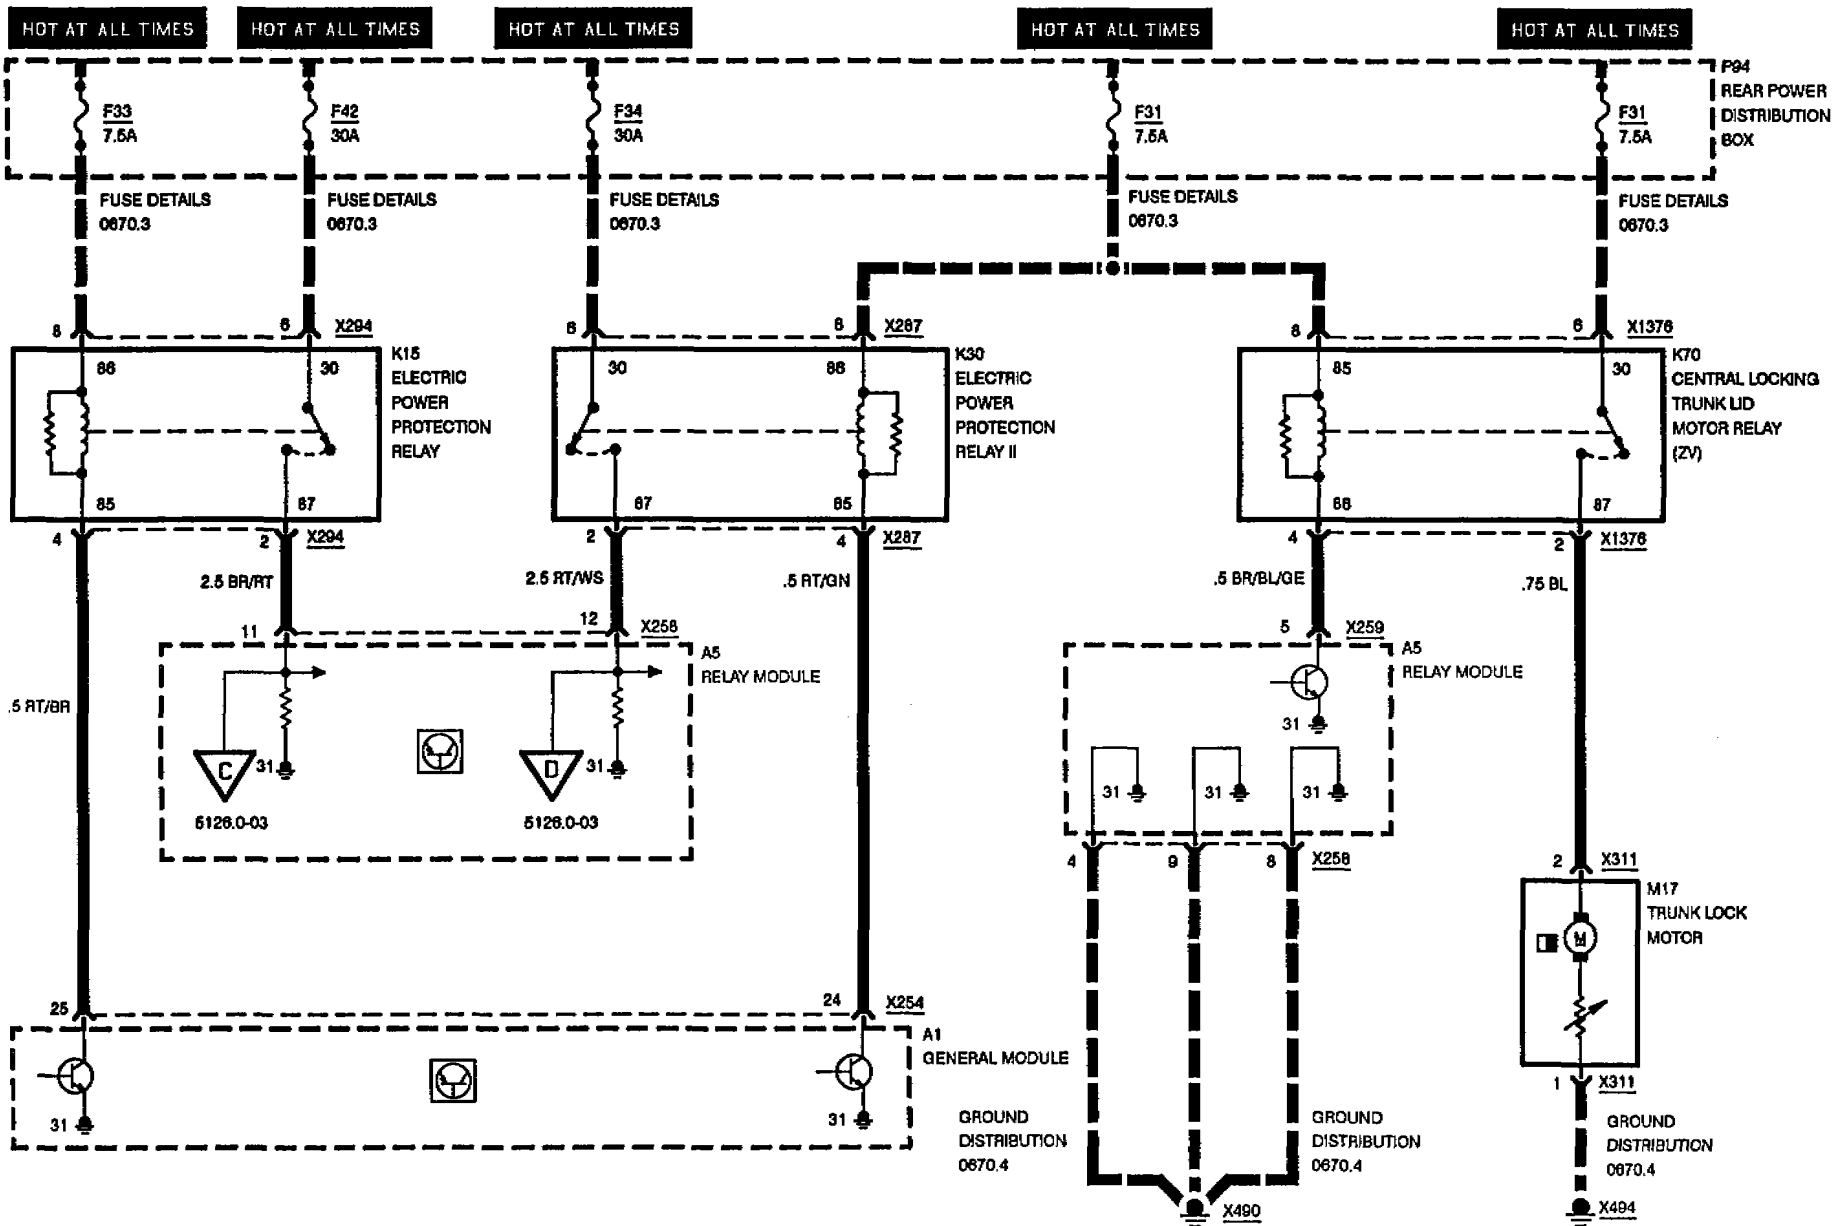 HOT AT ALL TIMES
HOT AT ALL TIMES
HOT AT ALL TIMES
HOT AT ALL TIMES
HOT AT ALL TIMES
F33
7.5A
F42
30A
F34
30A
F31
7.5A
F31
7.5A
P94
REAR POWER
DISTRIBUTION
BOX
FUSE DETAILS
0670.3
FUSE DETAILS
0670.3
FUSE DETAILS
0670.3
FUSE DETAILS
0670.3
FUSE DETAILS
0670.3
8
6
X294
6
8
X287
8
6
X1376
86
30
K15
ELECTRIC
POWER
PROTECTION
RELAY
30
86
K30
ELECTRIC
POWER
PROTECTION
RELAY II
85
30
K70
CENTRAL LOCKING
TRUNK LID
MOTOR RELAY
(ZV)
85
87
87
85
86
87
4
2
X294
2
4
X287
4
2
X1376
2.5 BR/RT
2.5 RT/WS
.5 RT/GN
.5 BR/BL/GE
.75 BL
11
12
X258
5
X259
A5
RELAY MODULE
A5
RELAY MODULE
.5 RT/BR
31
C
31
D
31
5126.0-03
5126.0-03
31
31
31
4
9
8
X258
2
X311
M17
TRUNK LOCK
MOTOR
M
25
24
X254
A1
GENERAL MODULE
31
31
1
X311
GROUND
DISTRIBUTION
0670.4
GROUND
DISTRIBUTION
0670.4
GROUND
DISTRIBUTION
0670.4
X490
X494